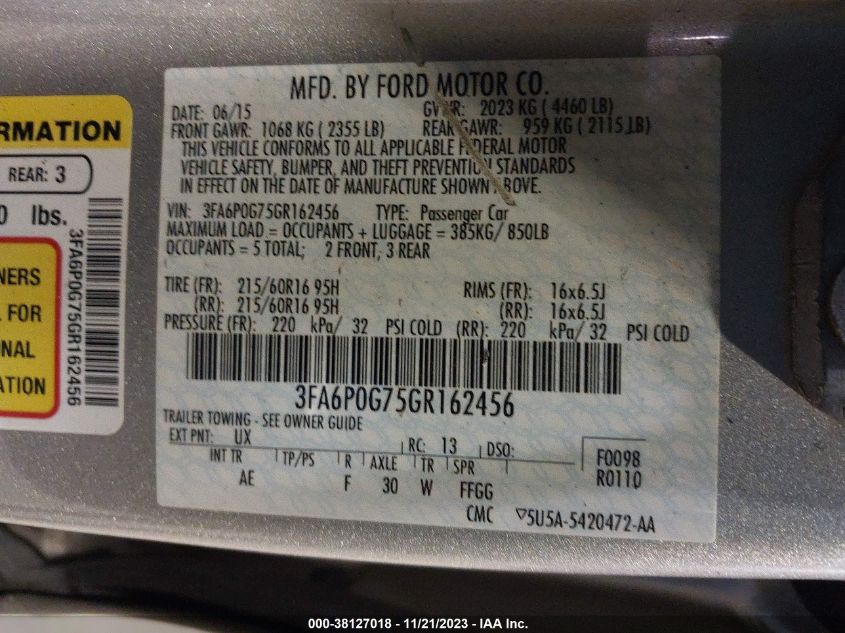 RMATION
REAR: 3
0 lbs.
NERS
FOR
NAL
ATION
3FA6P0G75GR162456
MFD. BY FORD MOTOR CO.
DATE: 06/15 GVWR: 2023 KG ( 4460 LB)
FRONT GAWR: 1068 KG ( 2355 LB) REAR GAWR: 959 KG ( 2115 LB)
THIS VEHICLE CONFORMS TO ALL APPLICABLE FEDERAL MOTOR
VEHICLE SAFETY, BUMPER, AND THEFT PREVENTION STANDARDS
IN EFFECT ON THE DATE OF MANUFACTURE SHOWN ABOVE.
VIN: 3FA6P0G75GR162456 TYPE: Passenger Car
MAXIMUM LOAD = OCCUPANTS + LUGGAGE = 385KG/ 850LB
OCCUPANTS = 5 TOTAL; 2 FRONT, 3 REAR
TIRE (FR): 215/60R16 95H RIMS (FR): 16x6.5J
(RR): 215/60R16 95H (RR): 16x6.5J
PRESSURE (FR): 220 kPa/ 32 PSI COLD (RR): 220 kPa/ 32 PSI COLD
3FA6P0G75GR162456
TRAILER TOWING - SEE OWNER GUIDE
EXT PNT: UX RC: 13 DSO: F0098
INT TR TP/PS R AXLE TR SPR R0110
AE F 30 W FFGG
CMC ▽5U5A-5420472-AA
000-38127018 - 11/21/2023 - IAA Inc.